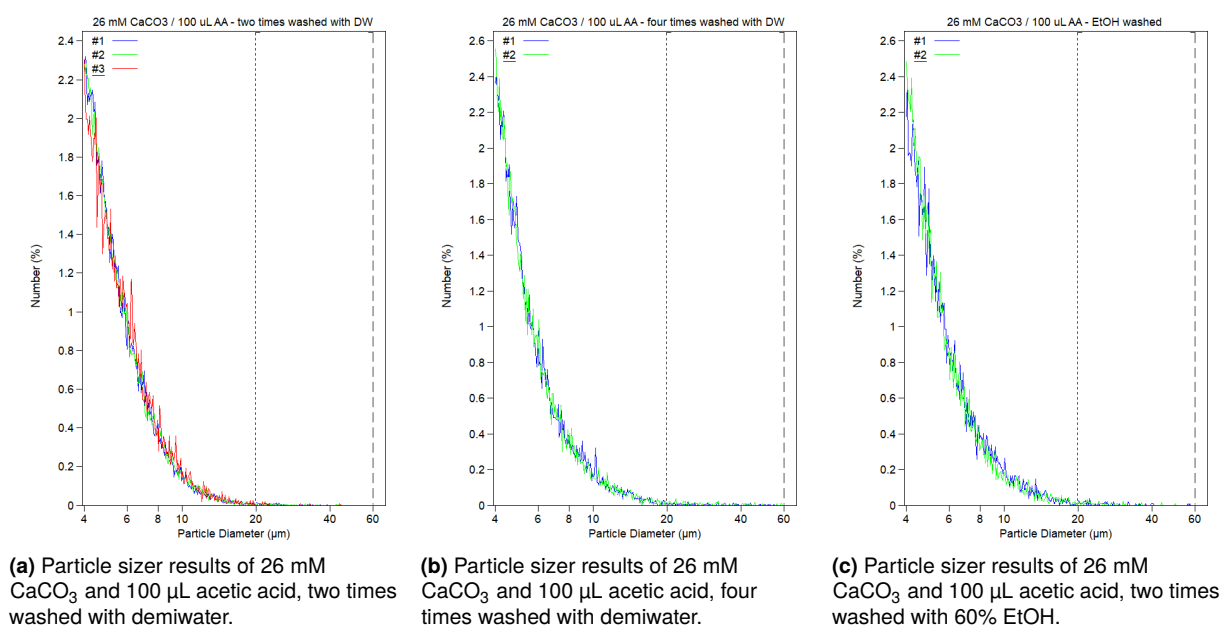 26 mM CaCO3 / 100 uL AA - two times washed with DW
#1
#2
#3
2.4
2.2
2
1.8
1.6
1.4
1.2
1
0.8
0.6
0.4
0.2
0
Number (%)
4 6 8 10 20 40 60
Particle Diameter (µm)
(a) Particle sizer results of 26 mM
CaCO3 and 100 µL acetic acid, two times
washed with demiwater.
26 mM CaCO3 / 100 uL AA - four times washed with DW
#1
#2
2.6
2.4
2.2
2
1.8
1.6
1.4
1.2
1
0.8
0.6
0.4
0.2
0
Number (%)
4 6 8 10 20 40 60
Particle Diameter (µm)
(b) Particle sizer results of 26 mM
CaCO3 and 100 µL acetic acid, four
times washed with demiwater.
26 mM CaCO3 / 100 uL AA - EtOH washed
#1
#2
2.6
2.4
2.2
2
1.8
1.6
1.4
1.2
1
0.8
0.6
0.4
0.2
0
Number (%)
4 6 8 10 20 40 60
Particle Diameter (µm)
(c) Particle sizer results of 26 mM
CaCO3 and 100 µL acetic acid, two times
washed with 60% EtOH.